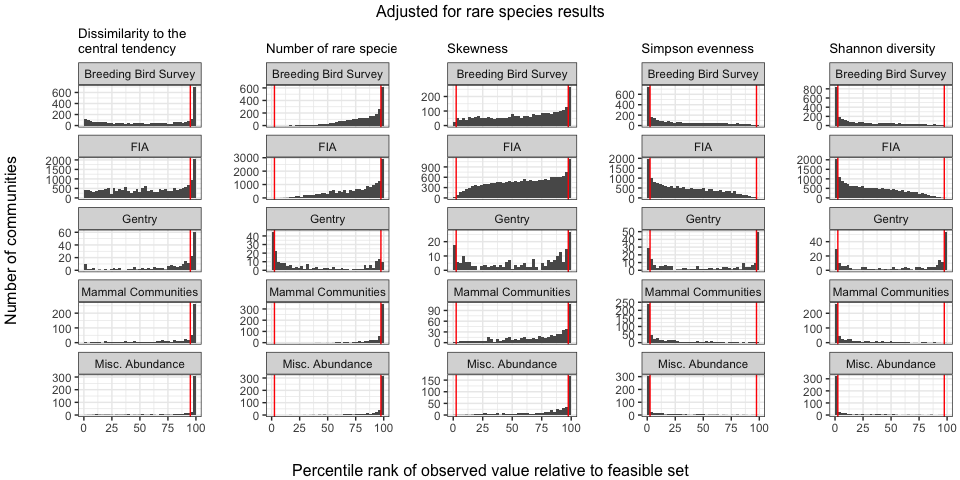 Adjusted for rare species results
Dissimilarity to the
central tendency
Number of rare specie
Skewness
Simpson evenness
Shannon diversity
Number of communities
Breeding Bird Survey
Breeding Bird Survey
Breeding Bird Survey
Breeding Bird Survey
Breeding Bird Survey
600
400
200
0
600
400
200
0
200
100
0
600
400
200
0
800
600
400
200
0
FIA
FIA
FIA
FIA
FIA
2000
1500
1000
500
0
3000
2000
1000
0
900
600
300
0
2000
1500
1000
500
0
2000
1500
1000
500
0
Gentry
Gentry
Gentry
Gentry
Gentry
60
40
20
0
40
30
20
10
0
20
10
0
50
40
30
20
10
0
40
20
0
Mammal Communities
Mammal Communities
Mammal Communities
Mammal Communities
Mammal Communities
200
100
0
300
200
100
0
90
60
30
0
250
200
150
100
50
0
200
100
0
Misc. Abundance
Misc. Abundance
Misc. Abundance
Misc. Abundance
Misc. Abundance
300
200
100
0
300
200
100
0
150
100
50
0
300
200
100
0
300
200
100
0
0 25 50 75 100
0 25 50 75 100
0 25 50 75 100
0 25 50 75 100
0 25 50 75 100
Percentile rank of observed value relative to feasible set